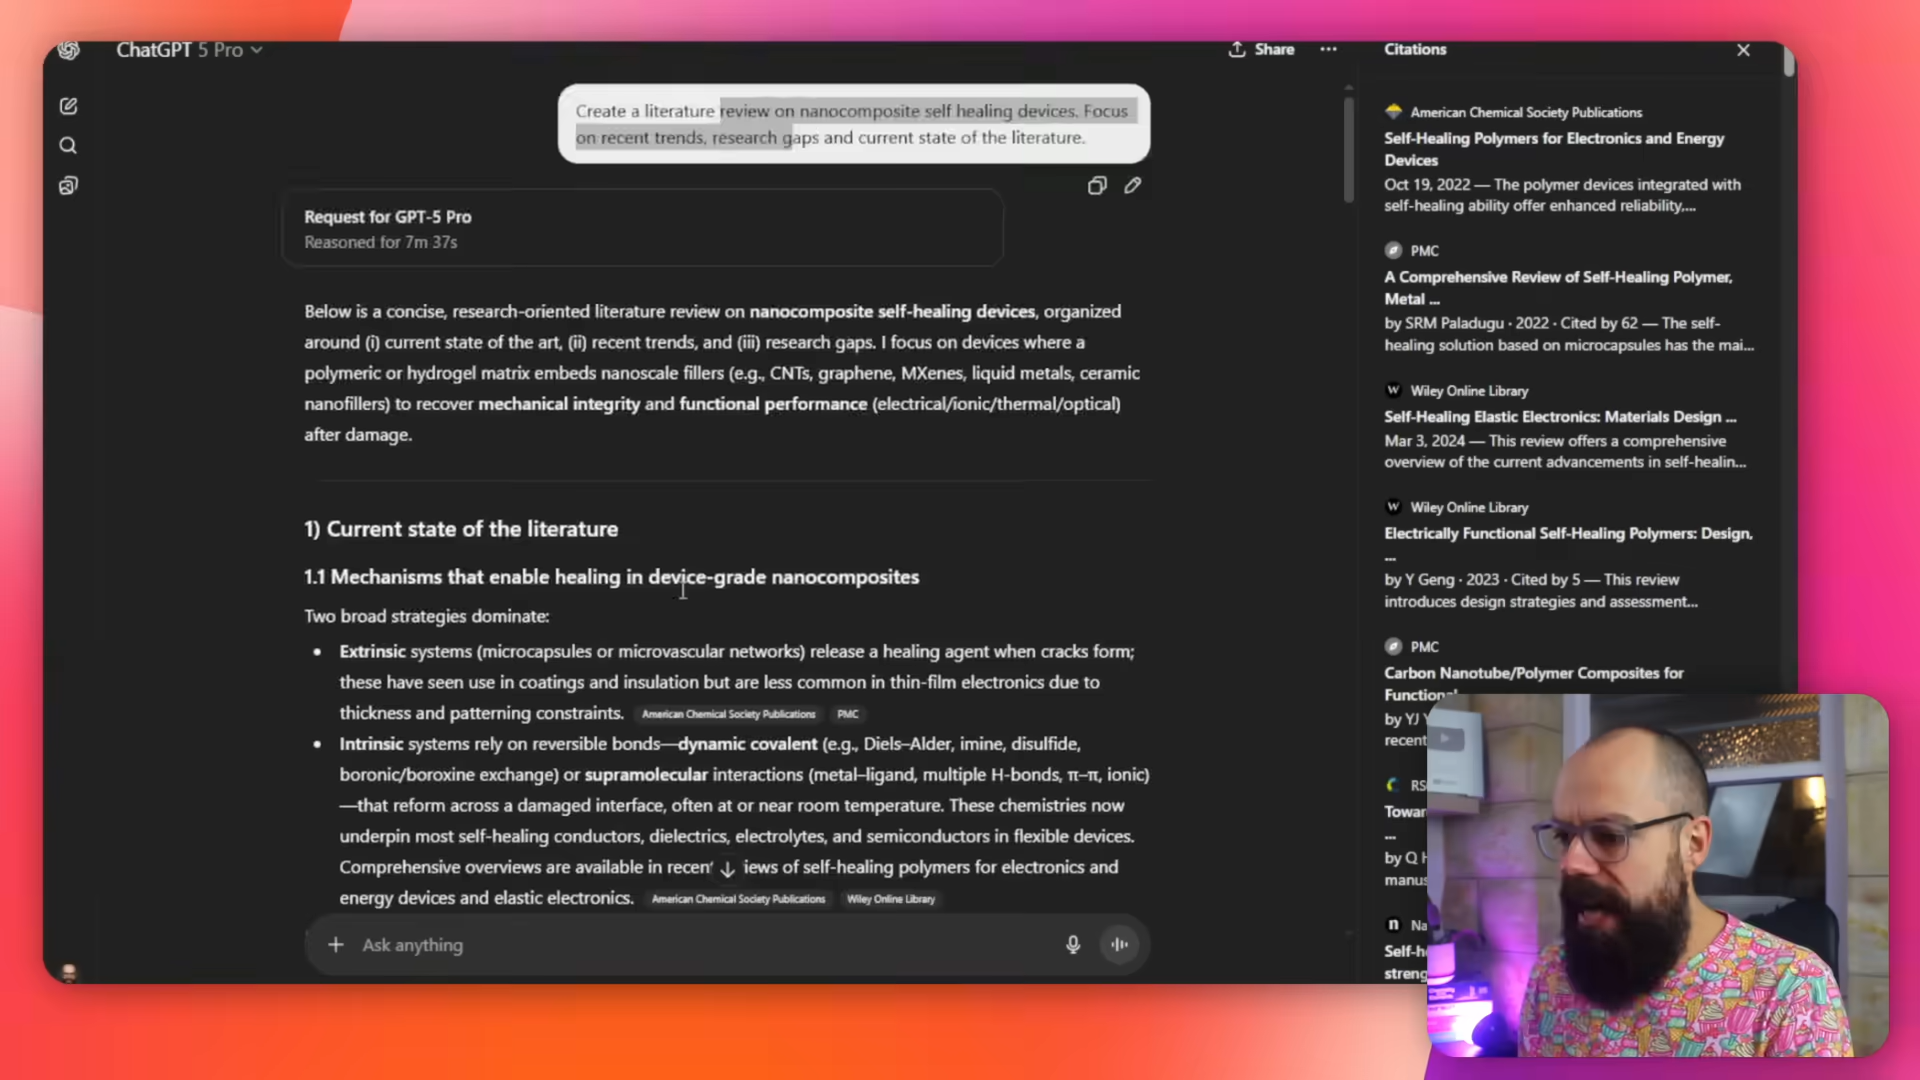 ChatGPT 5 Pro
Share
Citations
Create a literature review on nanocomposite self healing devices. Focus
on recent trends, research gaps and current state of the literature.
Request for GPT-5 Pro
Reasoned for 7m 37s
Below is a concise, research-oriented literature review on nanocomposite self-healing devices, organized
around (i) current state of the art, (ii) recent trends, and (iii) research gaps. I focus on devices where a
polymeric or hydrogel matrix embeds nanoscale fillers (e.g., CNTs, graphene, MXenes, liquid metals, ceramic
nanofillers) to recover mechanical integrity and functional performance (electrical/ionic/thermal/optical)
after damage.
1) Current state of the literature
1.1 Mechanisms that enable healing in device-grade nanocomposites
Two broad strategies dominate:
• Extrinsic systems (microcapsules or microvascular networks) release a healing agent when cracks form;
these have seen use in coatings and insulation but are less common in thin-film electronics due to
thickness and patterning constraints. American Chemical Society Publications PMC
• Intrinsic systems rely on reversible bonds—dynamic covalent (e.g., Diels–Alder, imine, disulfide,
boronic/boroxine exchange) or supramolecular interactions (metal–ligand, multiple H-bonds, π–π, ionic)
—that reform across a damaged interface, often at or near room temperature. These chemistries now
underpin most self-healing conductors, dielectrics, electrolytes, and semiconductors in flexible devices.
Comprehensive overviews are available in recent iews of self-healing polymers for electronics and
energy devices and elastic electronics. American Chemical Society Publications Wiley Online Library
Ask anything
American Chemical Society Publications
Self-Healing Polymers for Electronics and Energy
Devices
Oct 19, 2022 — The polymer devices integrated with
self-healing ability offer enhanced reliability,...
PMC
A Comprehensive Review of Self-Healing Polymer,
Metal ...
by SRM Paladugu · 2022 · Cited by 62 — The self-
healing solution based on microcapsules has the mai...
W Wiley Online Library
Self-Healing Elastic Electronics: Materials Design ...
Mar 3, 2024 — This review offers a comprehensive
overview of the current advancements in self-healin...
W Wiley Online Library
Electrically Functional Self-Healing Polymers: Design,
...
by Y Geng · 2023 · Cited by 5 — This review
introduces design strategies and assessment...
PMC
Carbon Nanotube/Polymer Composites for
Functional
by YJ Y
recent
RS
Towar
...
by Q H
manus
n Na
Self-h
streng